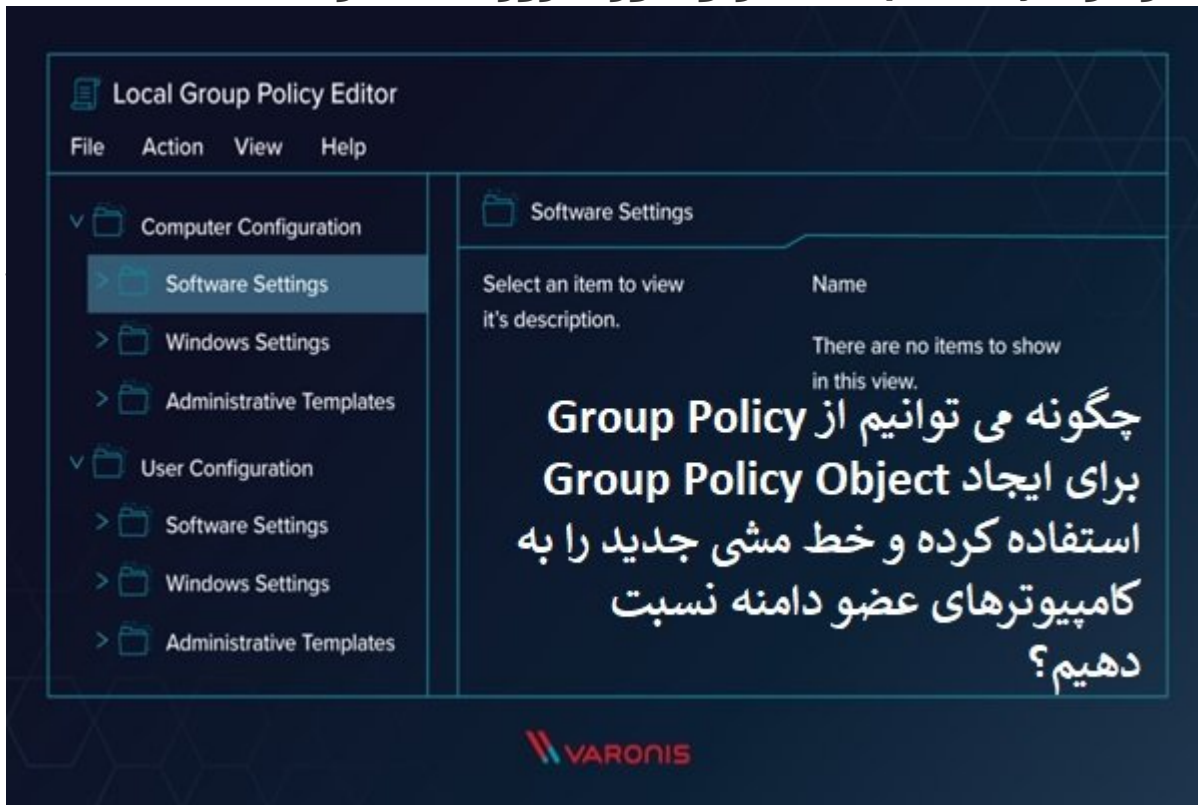 Local Group Policy Editor
File Action View Help
Computer Configuration
Software Settings
Windows Settings
Administrative Templates
User Configuration
Software Settings
Windows Settings
Administrative Templates
Software Settings
Select an item to view
it's description.
Name
There are no items to show
in this view.
چگونه می توانیم از Group Policy
برای ایجاد Group Policy Object
استفاده کرده و خط مشی جدید را به
کامپیوترهای عضو دامنه نسبت
دهیم؟
VARONIS